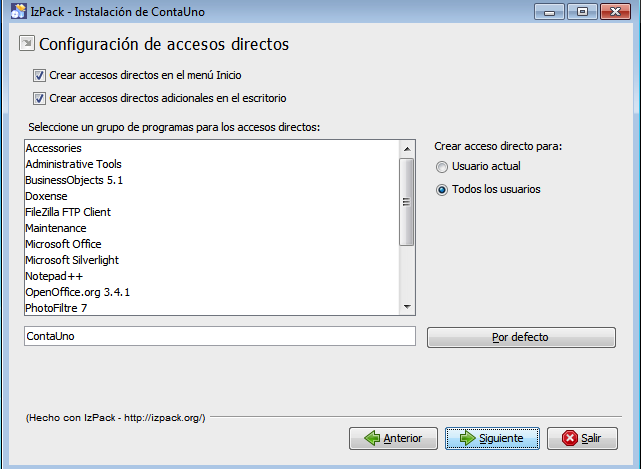 IzPack - Instalación de ContaUno
Configuración de accesos directos
Crear accesos directos en el menú Inicio
Crear accesos directos adicionales en el escritorio
Seleccione un grupo de programas para los accesos directos:
Accessories
Administrative Tools
BusinessObjects 5.1
Doxense
FileZilla FTP Client
Maintenance
Microsoft Office
Microsoft Silverlight
Notepad++
OpenOffice.org 3.4.1
PhotoFiltre 7
Crear acceso directo para:
Usuario actual
Todos los usuarios
ContaUno
Por defecto
(Hecho con IzPack - http://izpack.org/)
Anterior
Siguiente
Salir